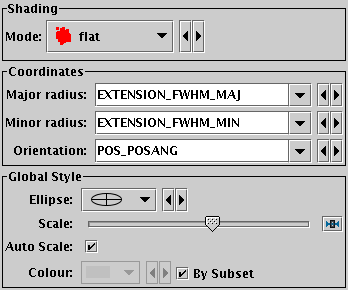 Shading
Mode: flat
Coordinates
Major radius: EXTENSION_FWHM_MAJ
Minor radius: EXTENSION_FWHM_MIN
Orientation: POS_POSANG
Global Style
Ellipse:
Scale:
Auto Scale:
Colour: By Subset